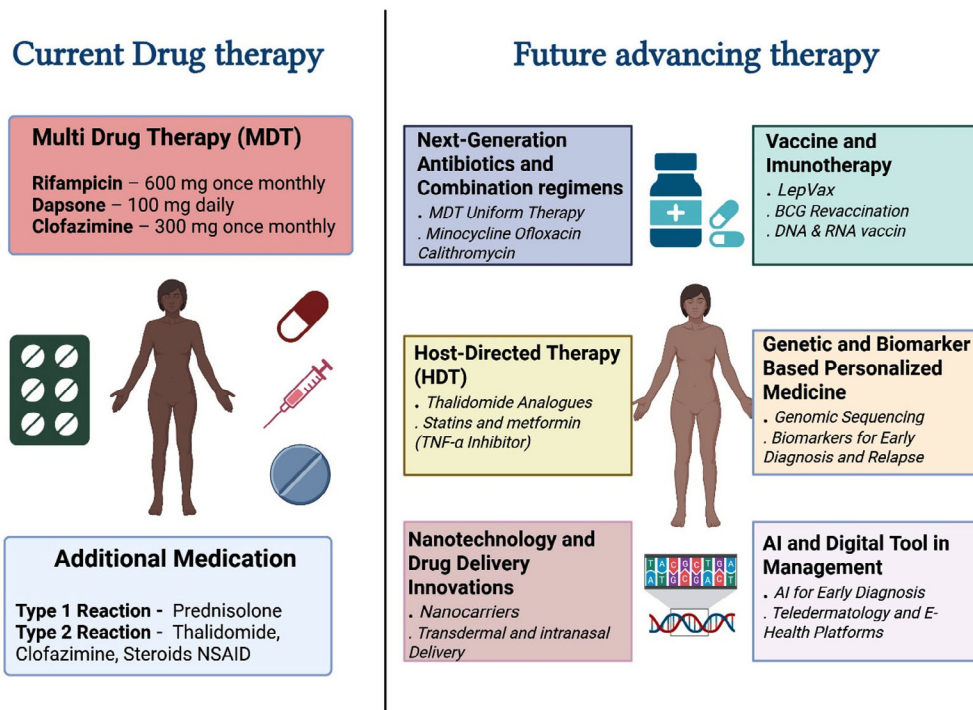 Current Drug therapy
Multi Drug Therapy (MDT)
Rifampicin – 600 mg once monthly
Dapsone – 100 mg daily
Clofazimine – 300 mg once monthly
Additional Medication
Type 1 Reaction - Prednisolone
Type 2 Reaction - Thalidomide,
Clofazimine, Steroids NSAID
Future advancing therapy
Next-Generation
Antibiotics and
Combination regimens
. MDT Uniform Therapy
. Minocycline Ofloxacin
Calithromycin
Vaccine and
Imunotherapy
. LepVax
. BCG Revaccination
. DNA & RNA vaccin
Host-Directed Therapy
(HDT)
. Thalidomide Analogues
. Statins and metformin
(TNF-α Inhibitor)
Genetic and Biomarker
Based Personalized
Medicine
. Genomic Sequencing
. Biomarkers for Early
Diagnosis and Relapse
Nanotechnology and
Drug Delivery
Innovations
. Nanocarriers
. Transdermal and intranasal
Delivery
TACGCTGA
ATGCGACT
AI and Digital Tool in
Management
. AI for Early Diagnosis
. Teledermatology and E-
Health Platforms